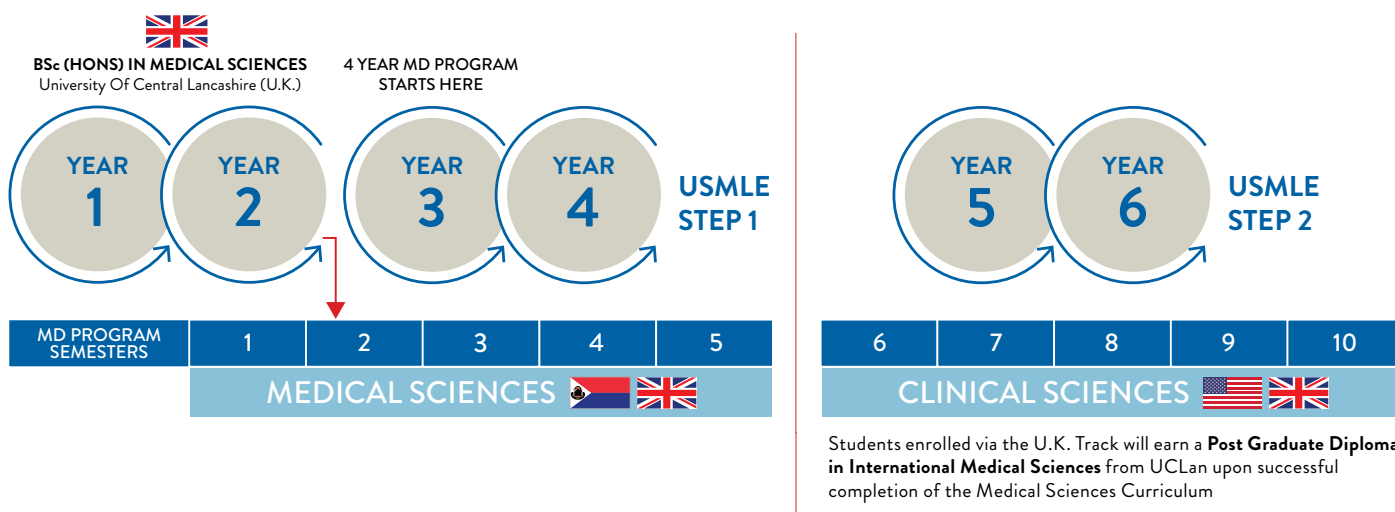 BSc (HONS) IN MEDICAL SCIENCES
University Of Central Lancashire (U.K.)
4 YEAR MD PROGRAM
STARTS HERE
YEAR
1
YEAR
2
YEAR
3
YEAR
4
USMLE
STEP 1
YEAR
5
YEAR
6
USMLE
STEP 2
MD PROGRAM
SEMESTERS
1
2
3
4
5
MEDICAL SCIENCES
6
7
8
9
10
CLINICAL SCIENCES
Students enrolled via the U.K. Track will earn a Post Graduate Diploma
in International Medical Sciences from UCLan upon successful
completion of the Medical Sciences Curriculum